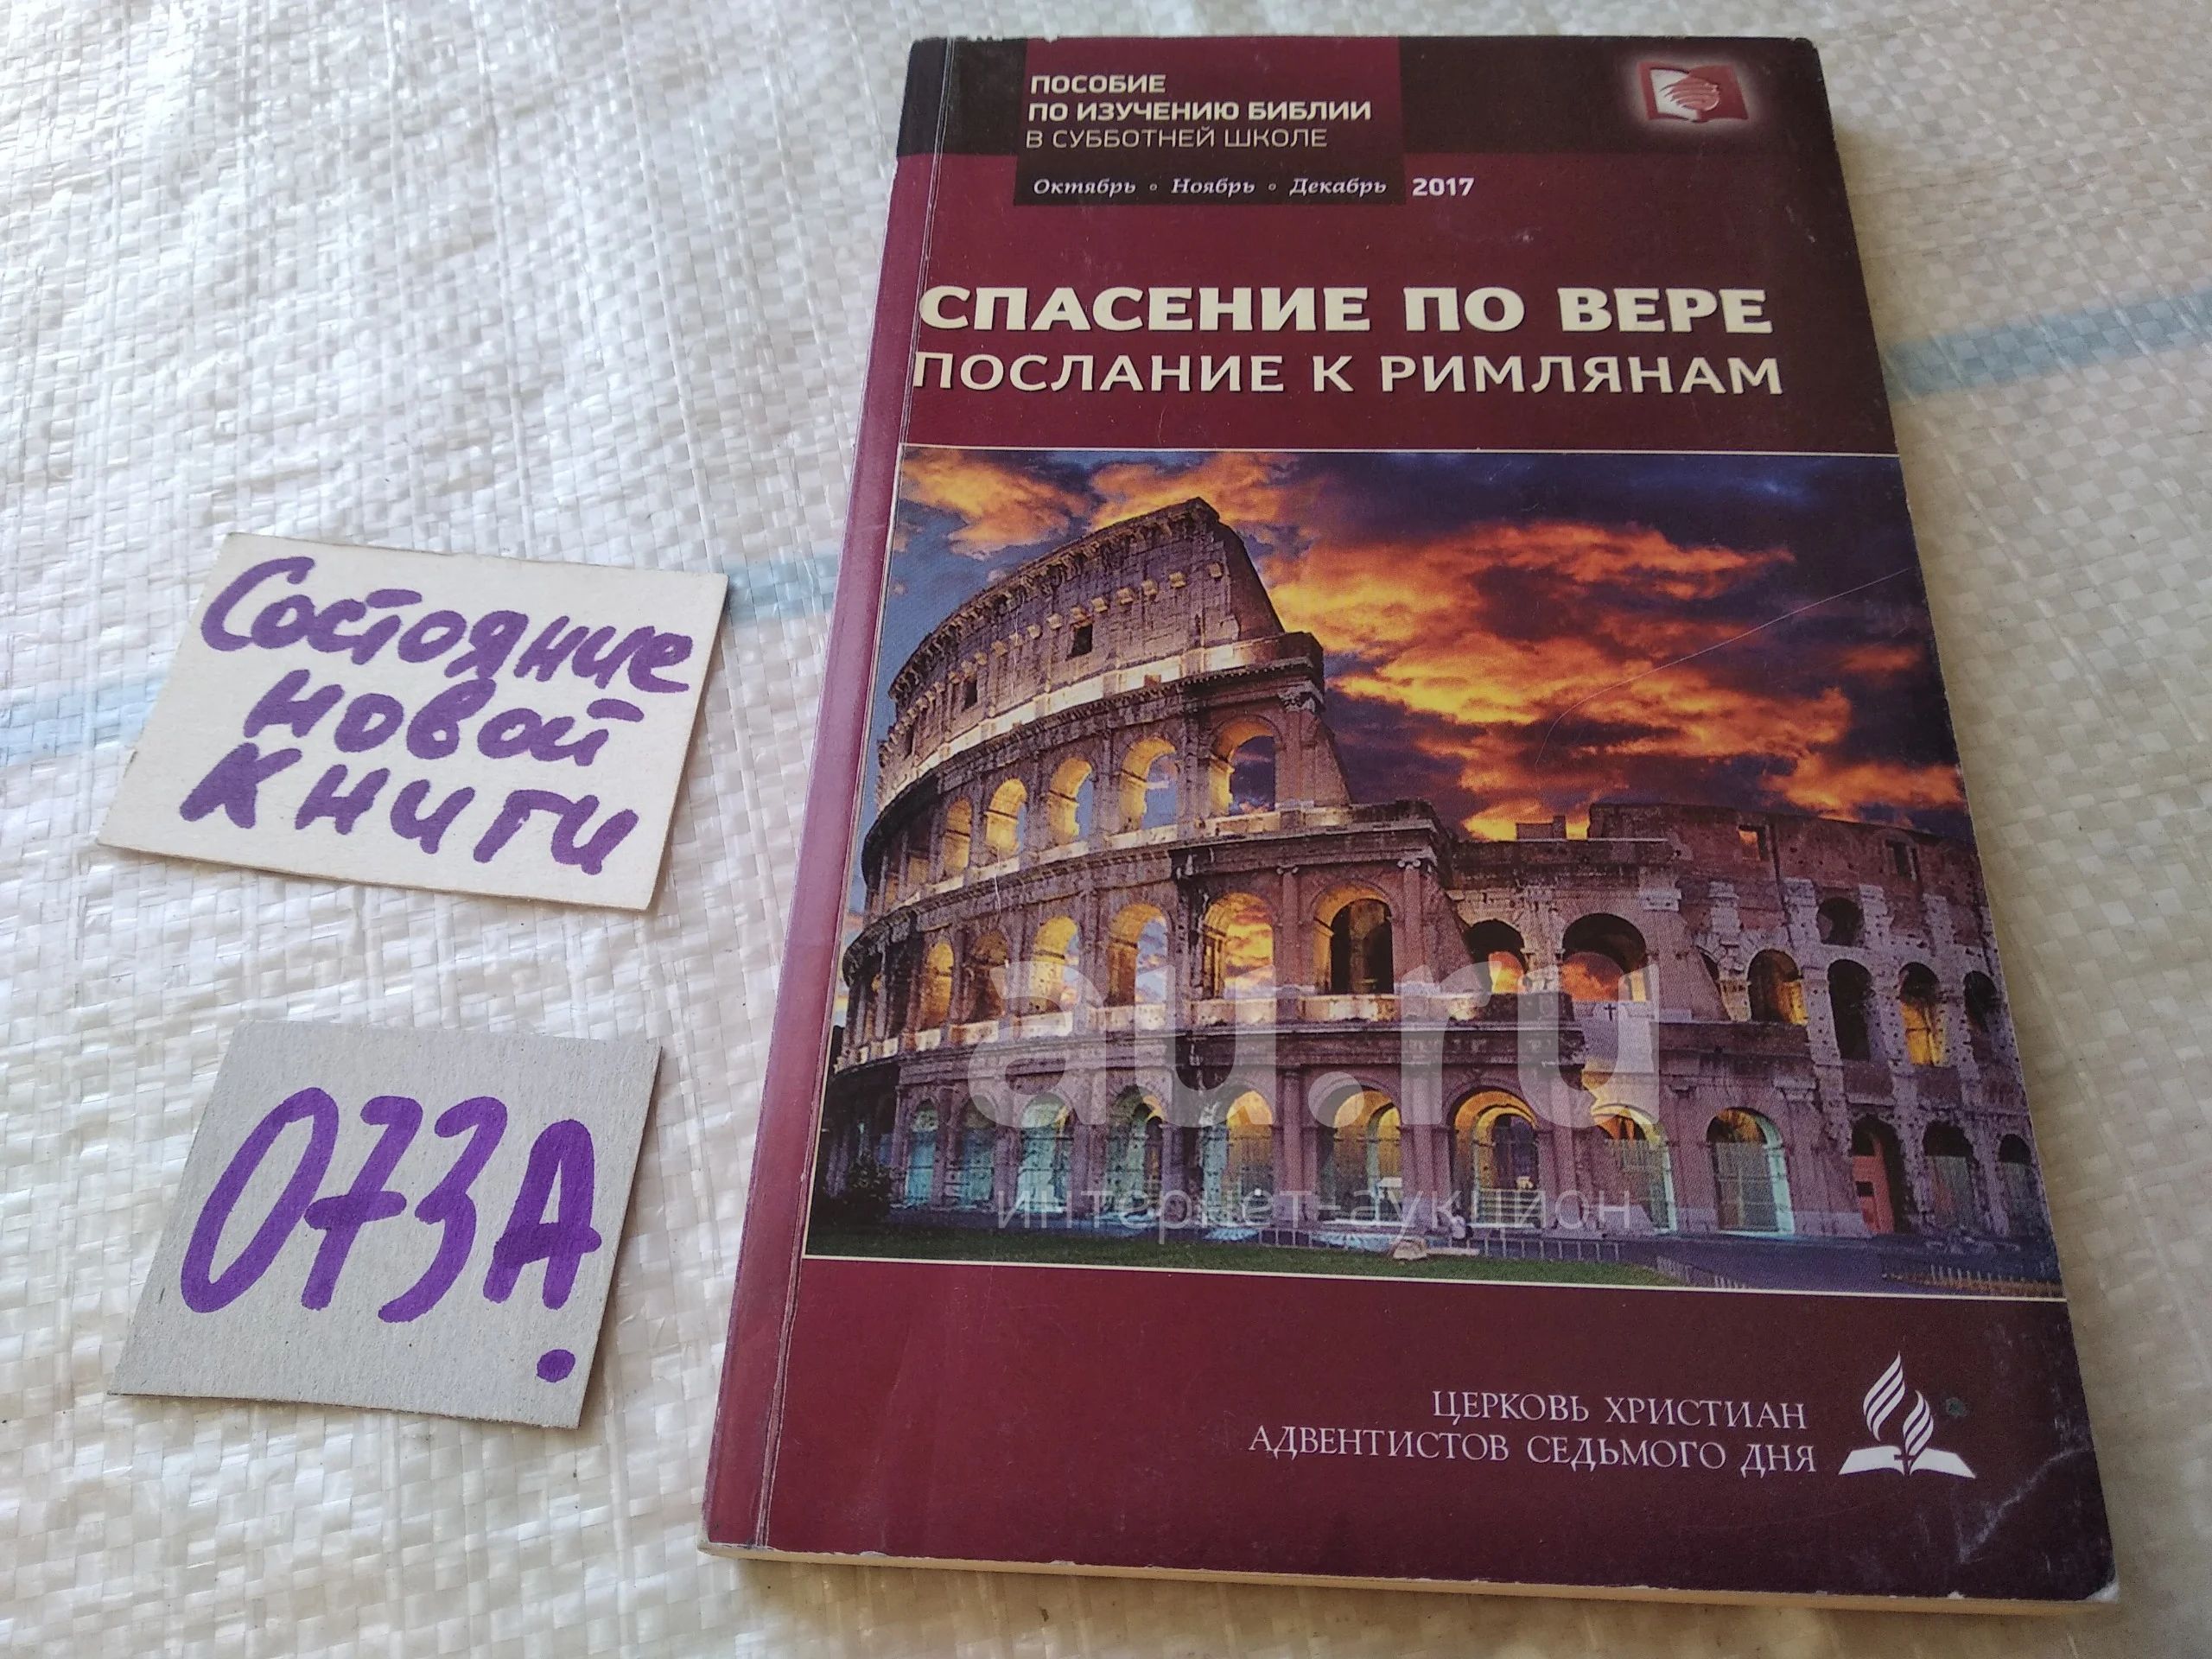 ПОСОБИЕ
ПО ИЗУЧЕНИЮ БИБЛИИ
В СУББОТНЕЙ ШКОЛЕ
Октябрь ◦ Ноябрь ◦ Декабрь 2017
СПАСЕНИЕ ПО ВЕРЕ
ПОСЛАНИЕ К РИМЛЯНАМ
Состояние
новой
книги
073А.
au.ru
интернет-аукцион
ЦЕРКОВЬ ХРИСТИАН
АДВЕНТИСТОВ СЕДЬМОГО ДНЯ